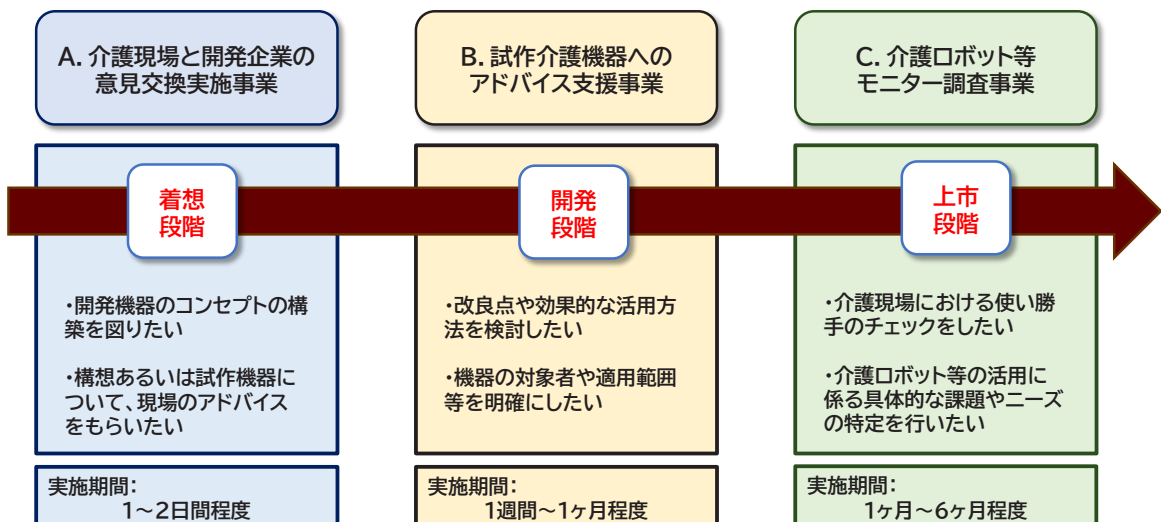 A. 介護現場と開発企業の
意見交換実施事業
着想
段階
・開発機器のコンセプトの構
築を図りたい
・構想あるいは試作機器に
ついて、現場のアドバイス
をもらいたい
実施期間：
1～2日間程度
B. 試作介護機器への
アドバイス支援事業
開発
段階
・改良点や効果的な活用方
法を検討したい
・機器の対象者や適用範囲
等を明確にしたい
実施期間：
1週間～1ヶ月程度
C. 介護ロボット等
モニター調査事業
上市
段階
・介護現場における使い勝
手のチェックをしたい
・介護ロボット等の活用に
係る具体的な課題やニーズ
の特定を行いたい
実施期間：
1ヶ月～6ヶ月程度